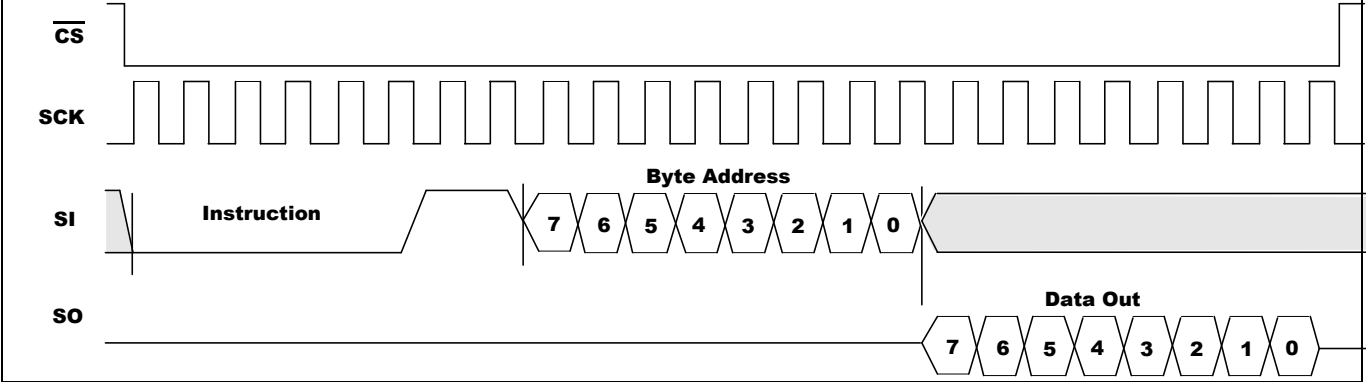 CS
SCK
Byte Address
SI
Instruction
7 6 5 4 3 2 1 0
Data Out
SO
7 6 5 4 3 2 1 0